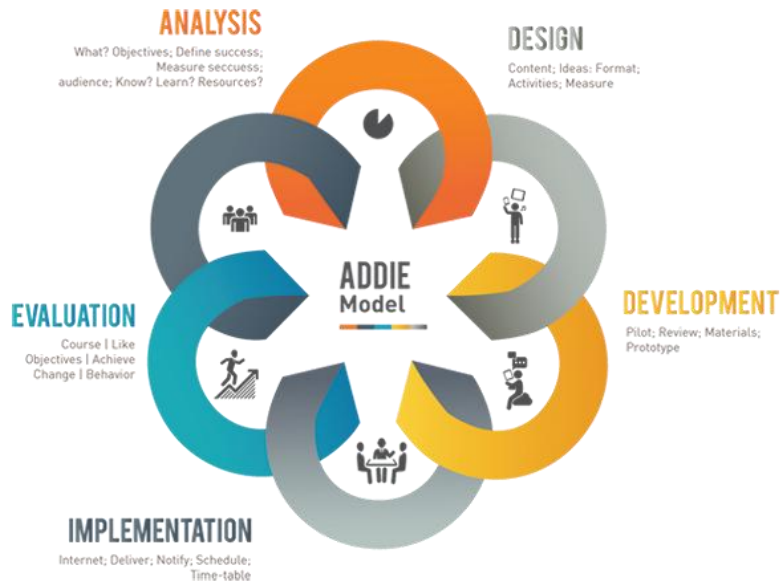 ANALYSIS
What? Objectives; Define success;
Measure seccuess;
audience; Know? Learn? Resources?
DESIGN
Content; Ideas: Format;
Activities; Measure
ADDIE
Model
DEVELOPMENT
Pilot; Review; Materials;
Prototype
EVALUATION
Course | Like
Objectives | Achieve
Change | Behavior
IMPLEMENTATION
Internet; Deliver; Notify; Schedule;
Time-table